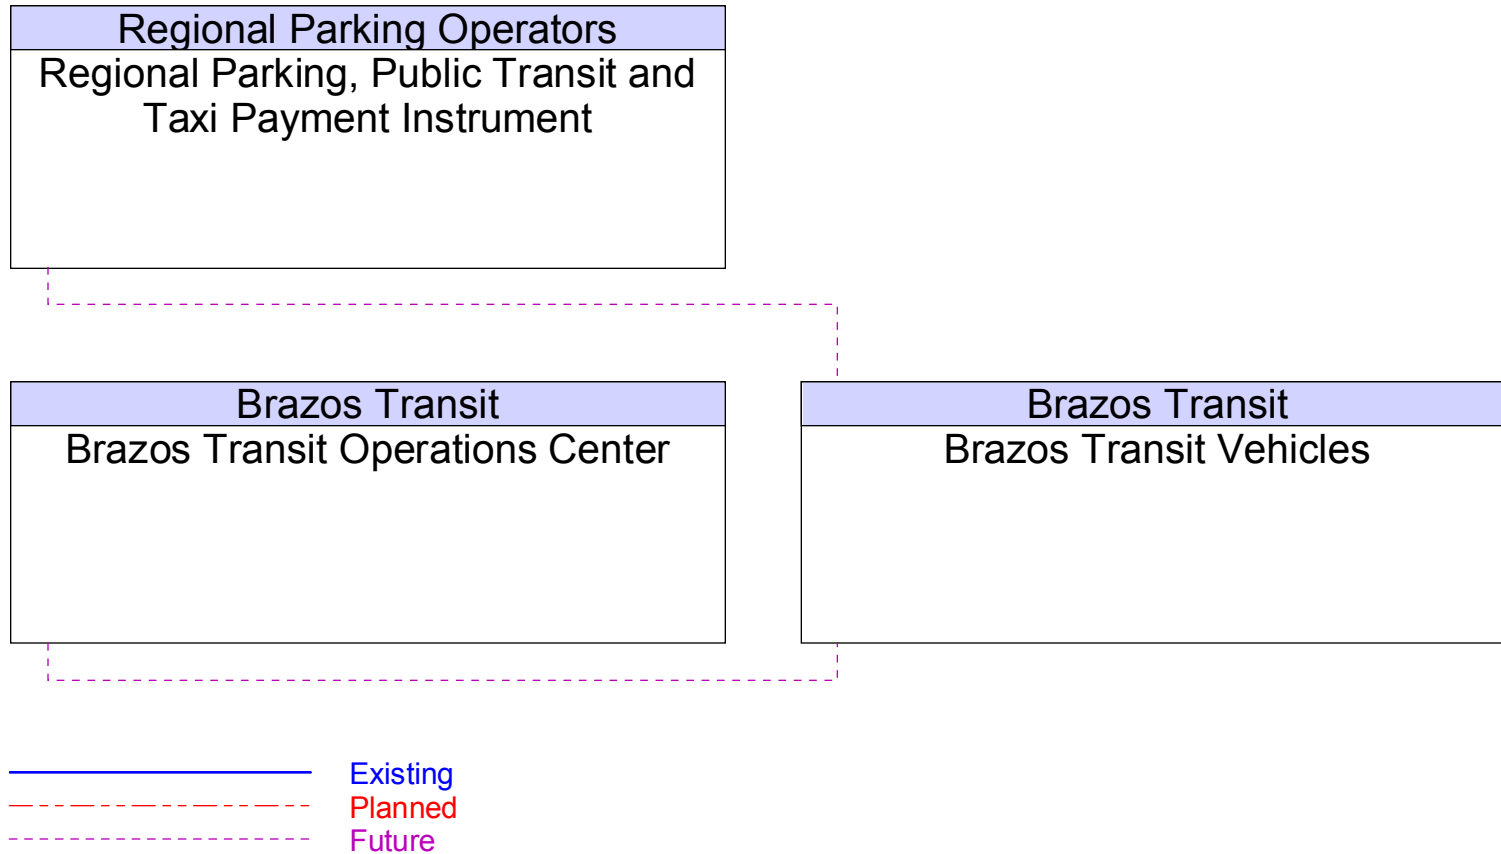 Regional Parking Operators
Regional Parking, Public Transit and
Taxi Payment Instrument
Brazos Transit
Brazos Transit Operations Center
Brazos Transit
Brazos Transit Vehicles
Existing
Planned
Future